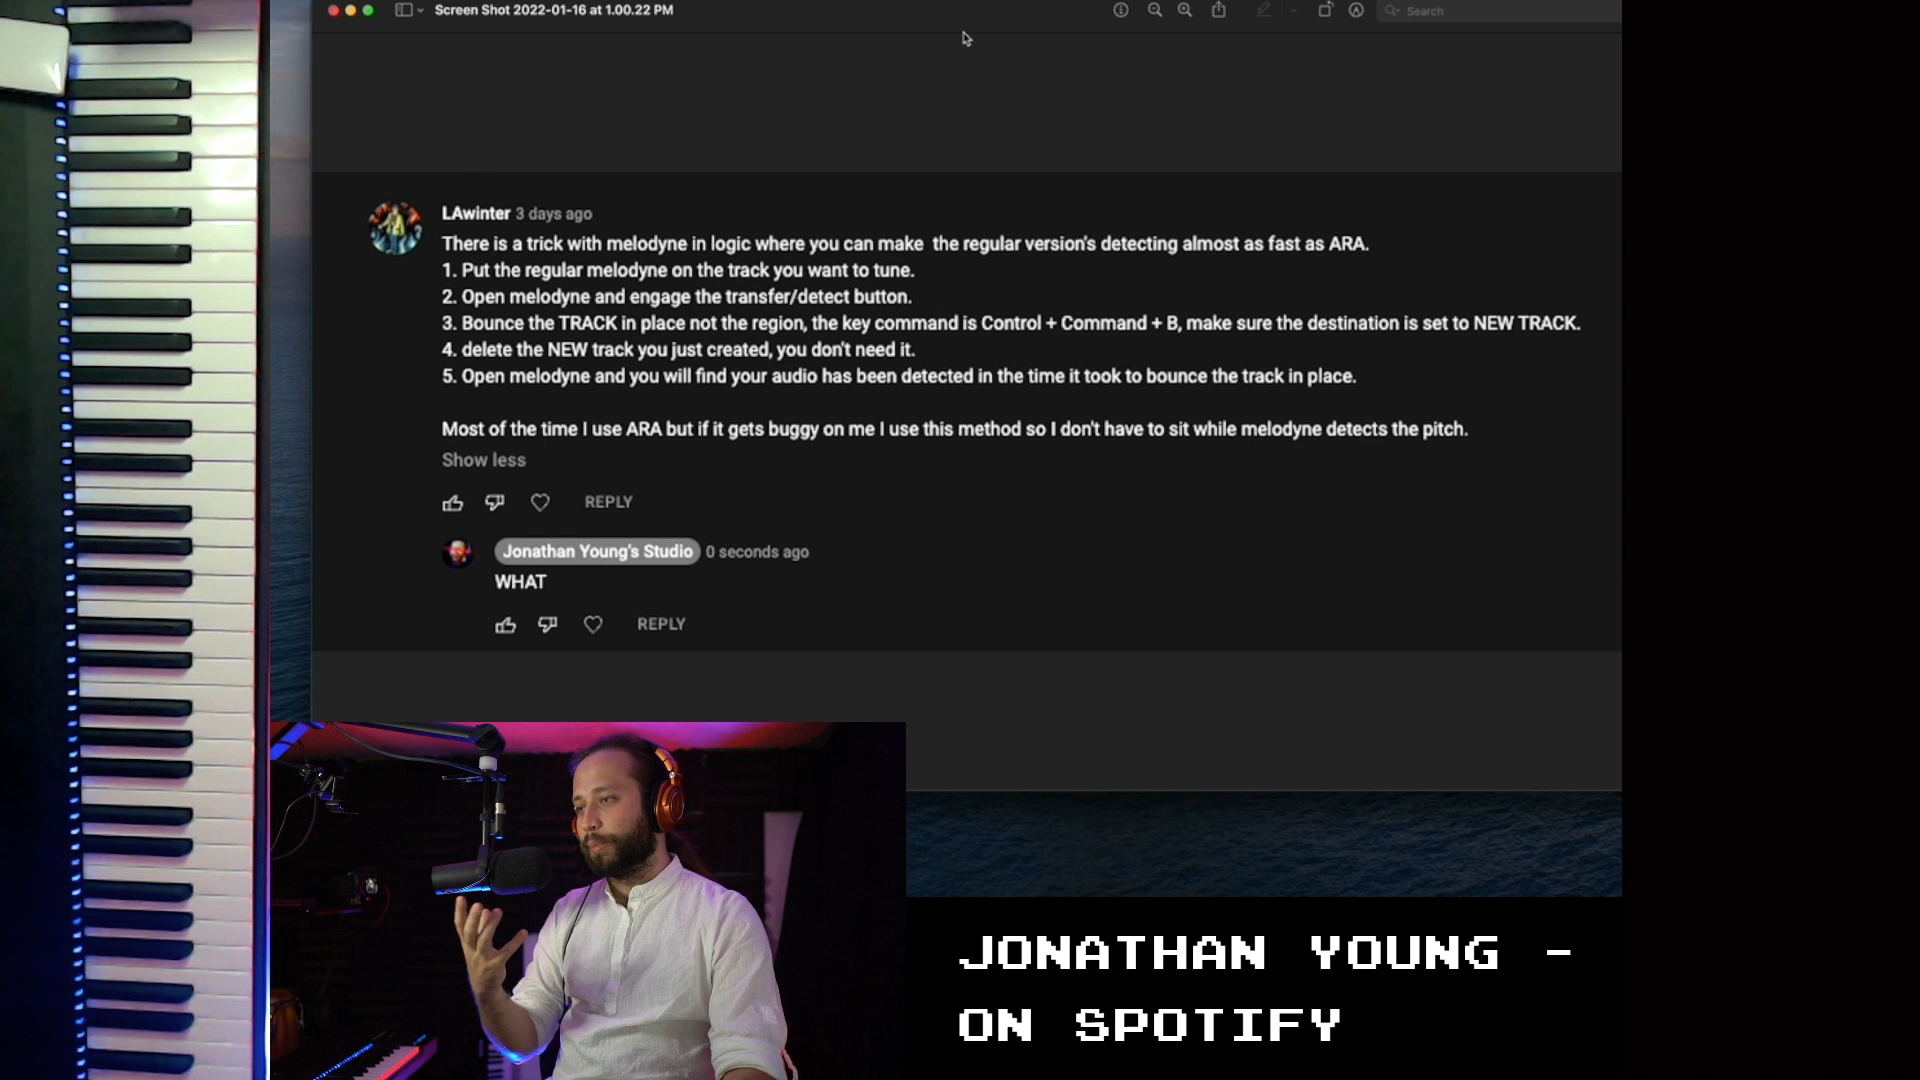 Screen Shot 2022-01-16 at 1.00.22 PM
Search
LAwinter 3 days ago
There is a trick with melodyne in logic where you can make  the regular version's detecting almost as fast as ARA.
1. Put the regular melodyne on the track you want to tune.
2. Open melodyne and engage the transfer/detect button.
3. Bounce the TRACK in place not the region, the key command is Control + Command + B, make sure the destination is set to NEW TRACK.
4. delete the NEW track you just created, you don't need it.
5. Open melodyne and you will find your audio has been detected in the time it took to bounce the track in place.
Most of the time I use ARA but if it gets buggy on me I use this method so I don't have to sit while melodyne detects the pitch.
Show less
REPLY
Jonathan Young's Studio 0 seconds ago
WHAT
REPLY
JONATHAN YOUNG -
ON SPOTIFY